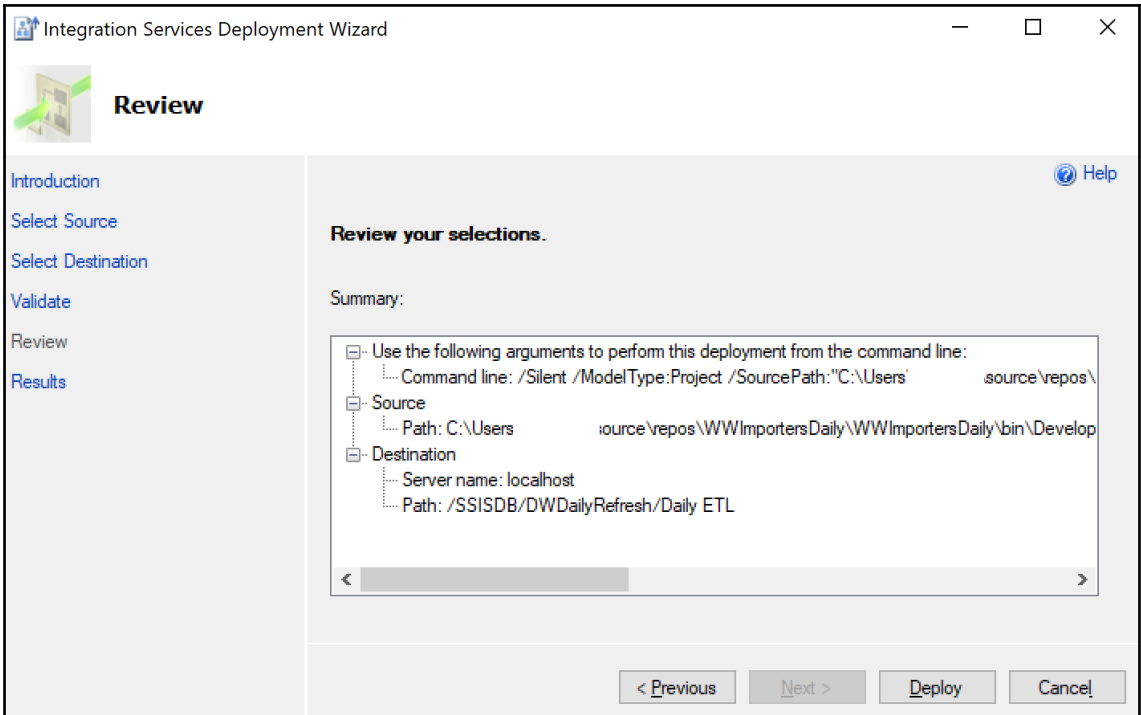 Integration Services Deployment Wizard
Review
Introduction
Select Source
Select Destination
Validate
Review
Results
Help
Review your selections.
Summary:
Use the following arguments to perform this deployment from the command line:
Command line: /Silent /ModelType:Project /SourcePath:"C:\Users source\repos\
Source
Path: C:\Users source\repos\WWImportersDaily\WWImportersDaily\bin\Develop
Destination
Server name: localhost
Path: /SSISDB/DWDailyRefresh/Daily ETL
< Previous
Next >
Deploy
Cancel